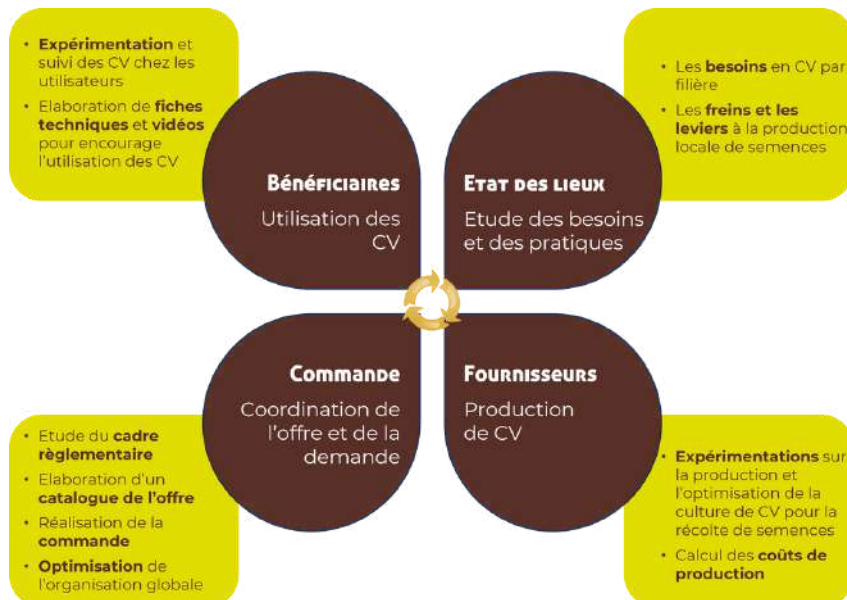 • Expérimentation et
suivi des CV chez les
utilisateurs
• Elaboration de fiches
techniques et vidéos
pour encourage
l'utilisation des CV
Bénéficiaires
Utilisation des
CV
• Les besoins en CV par
filière
• Les freins et les
leviers à la production
locale de semences
Etat des lieux
Etude des besoins
et des pratiques
Commande
Coordination de
l'offre et de la
demande
• Etude du cadre
règlementaire
• Elaboration d'un
catalogue de l'offre
• Réalisation de la
commande
• Optimisation de
l'organisation globale
Fournisseurs
Production
de CV
• Expérimentations sur
la production et
l'optimisation de la
culture de CV pour la
récolte de semences
• Calcul des coûts de
production